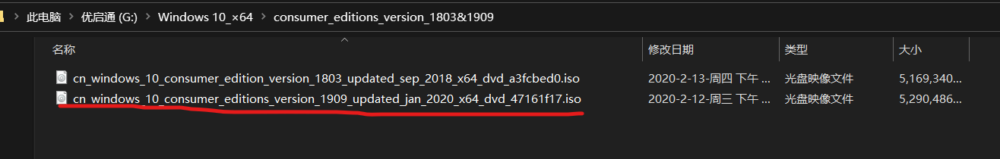 此电脑 > 优启通 (G:) > Windows 10_×64 > consumer_editions_version_1803&1909
名称 修改日期 类型 大小
cn_windows_10_consumer_edition_version_1803_updated_sep_2018_x64_dvd_a3fcbed0.iso 2020-2-13-周四 下午 ... 光盘映像文件 5,169,340...
cn_windows_10_consumer_editions_version_1909_updated_jan_2020_x64_dvd_47161f17.iso 2020-2-12-周三 下午 ... 光盘映像文件 5,290,486...